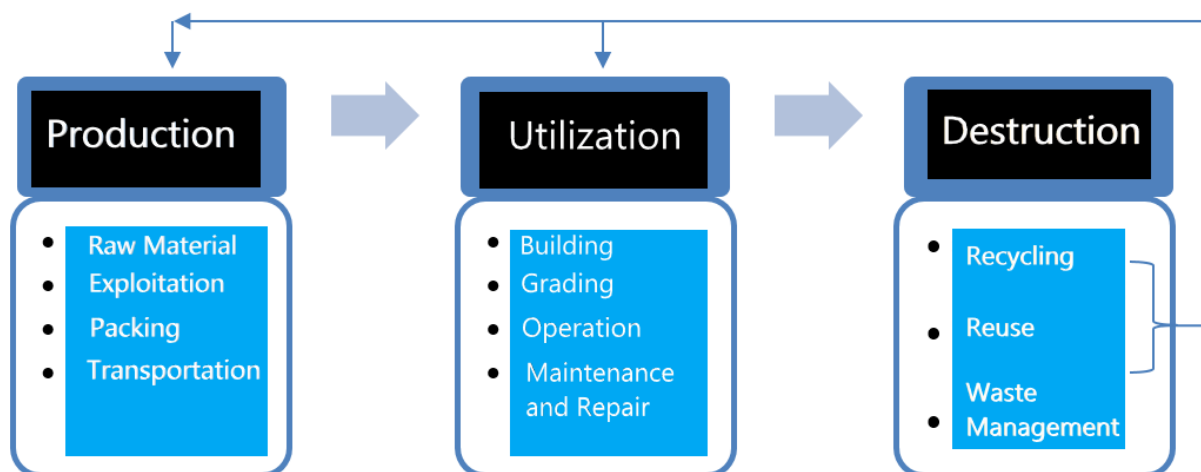 Production
Raw Material
Exploitation
Packing
Transportation
Utilization
Building
Grading
Operation
Maintenance
and Repair
Destruction
Recycling
Reuse
Waste
Management